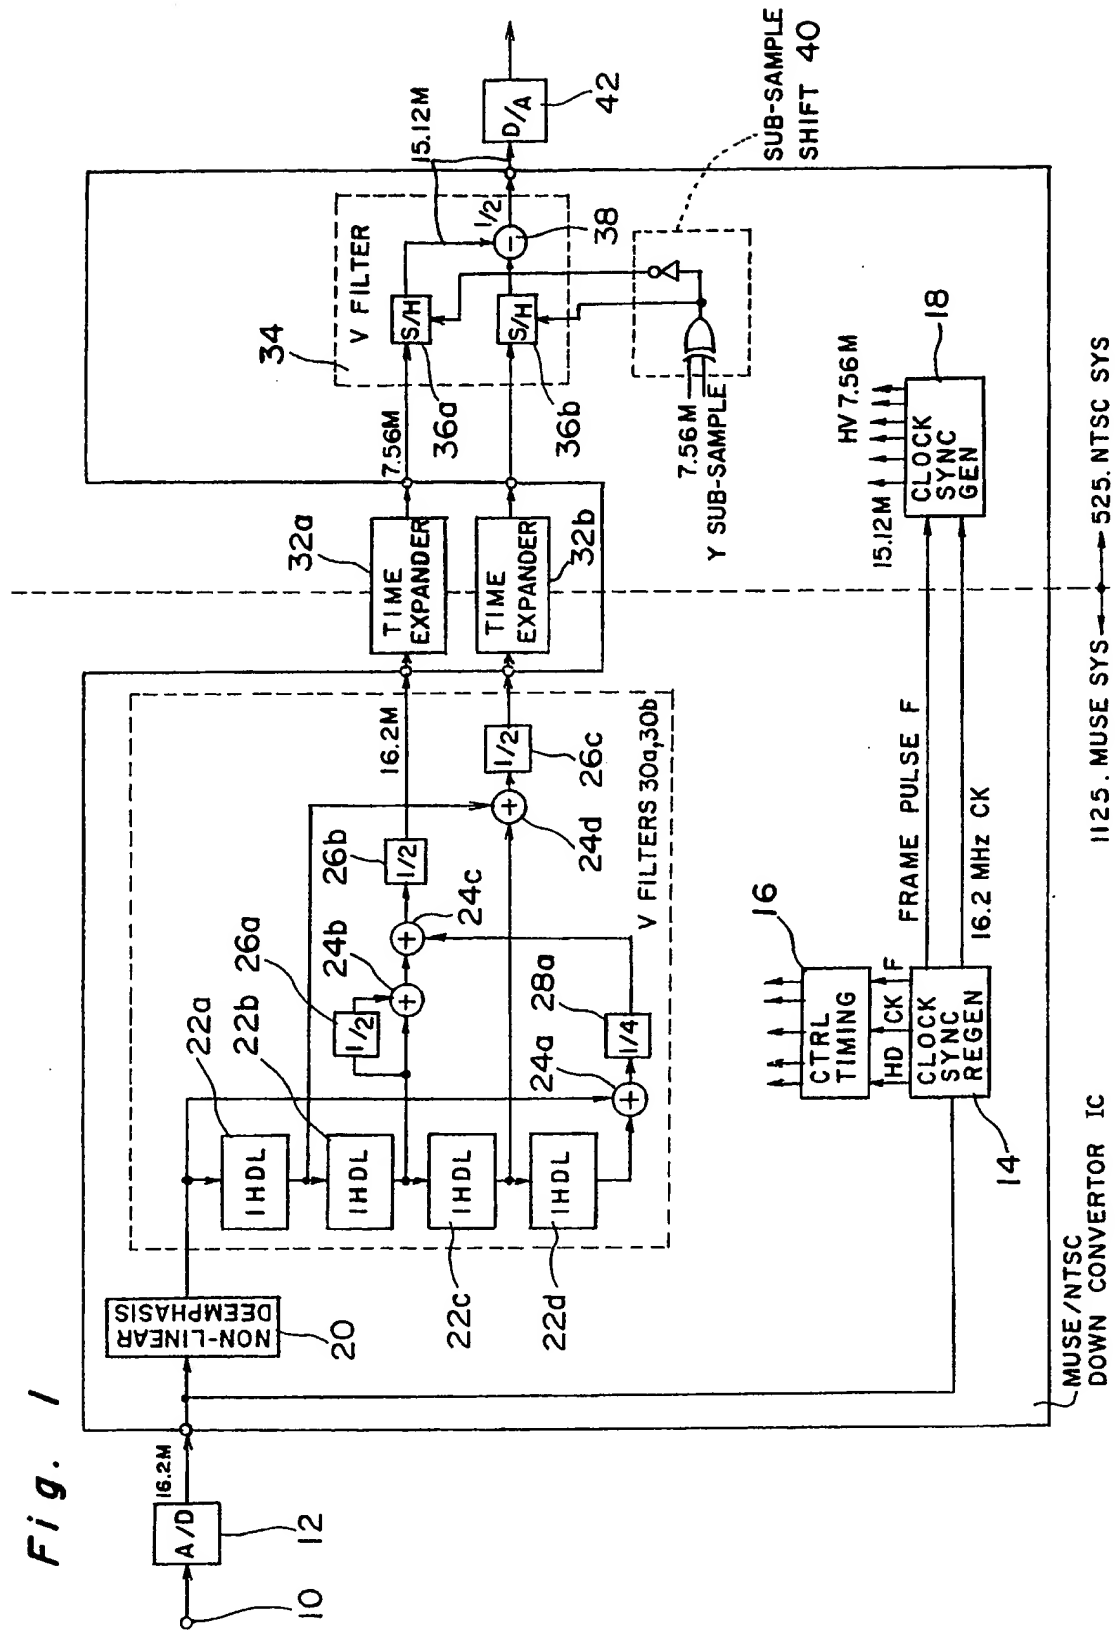 Fig. 1
10
A/D
12
16.2M
NON-LINEAR
DEEMPHASIS
20
1HDL
22a
1HDL
22b
1HDL
22c
1HDL
22d
1/2
26a
+
24b
+
24c
1/2
26b
+
24a
1/4
28a
+
24d
1/2
26c
16.2M
V FILTERS 30a,30b
TIME
EXPANDER
32a
TIME
EXPANDER
32b
7.56M
34
V FILTER
S/H
36a
S/H
36b
−
38
1/2
15.12M
D/A
42
SUB-SAMPLE
SHIFT 40
7.56M
Y SUB-SAMPLE
CTRL
TIMING
16
HD
CK
F
CLOCK
SYNC
REGEN
14
FRAME PULSE F
16.2 MHz CK
CLOCK
SYNC
GEN
18
15.12M
HV 7.56M
MUSE/NTSC
DOWN CONVERTOR IC
1125. MUSE SYS
525. NTSC SYS